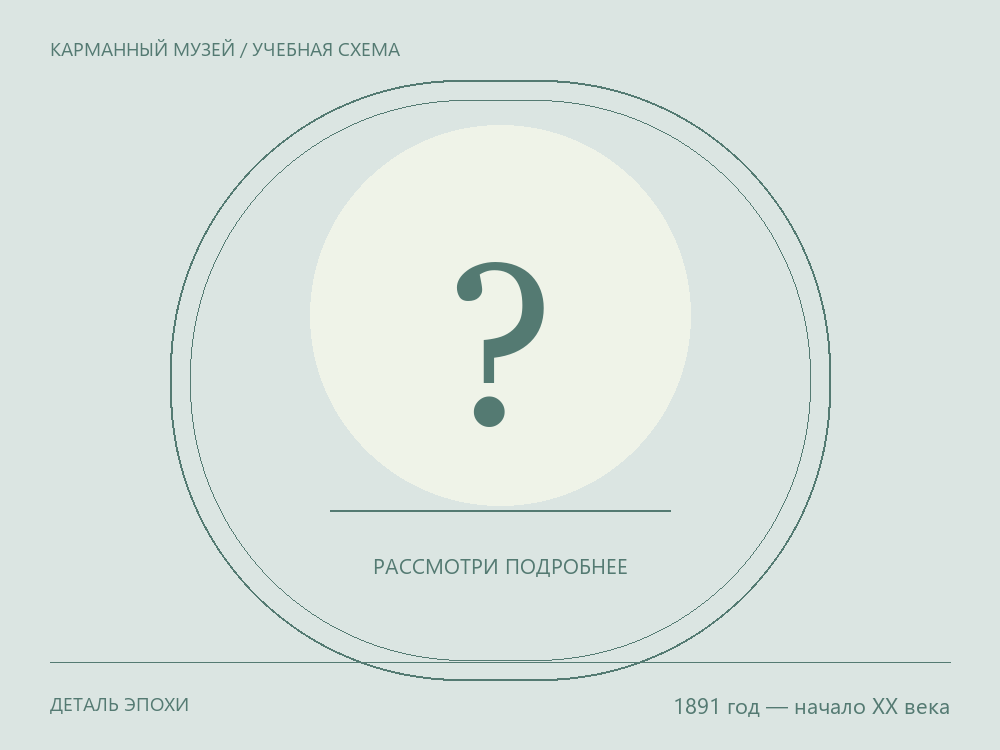 КАРМАННЫЙ МУЗЕЙ / УЧЕБНАЯ СХЕМА
?
РАССМОТРИ ПОДРОБНЕЕ
ДЕТАЛЬ ЭПОХИ
1891 год — начало XX века